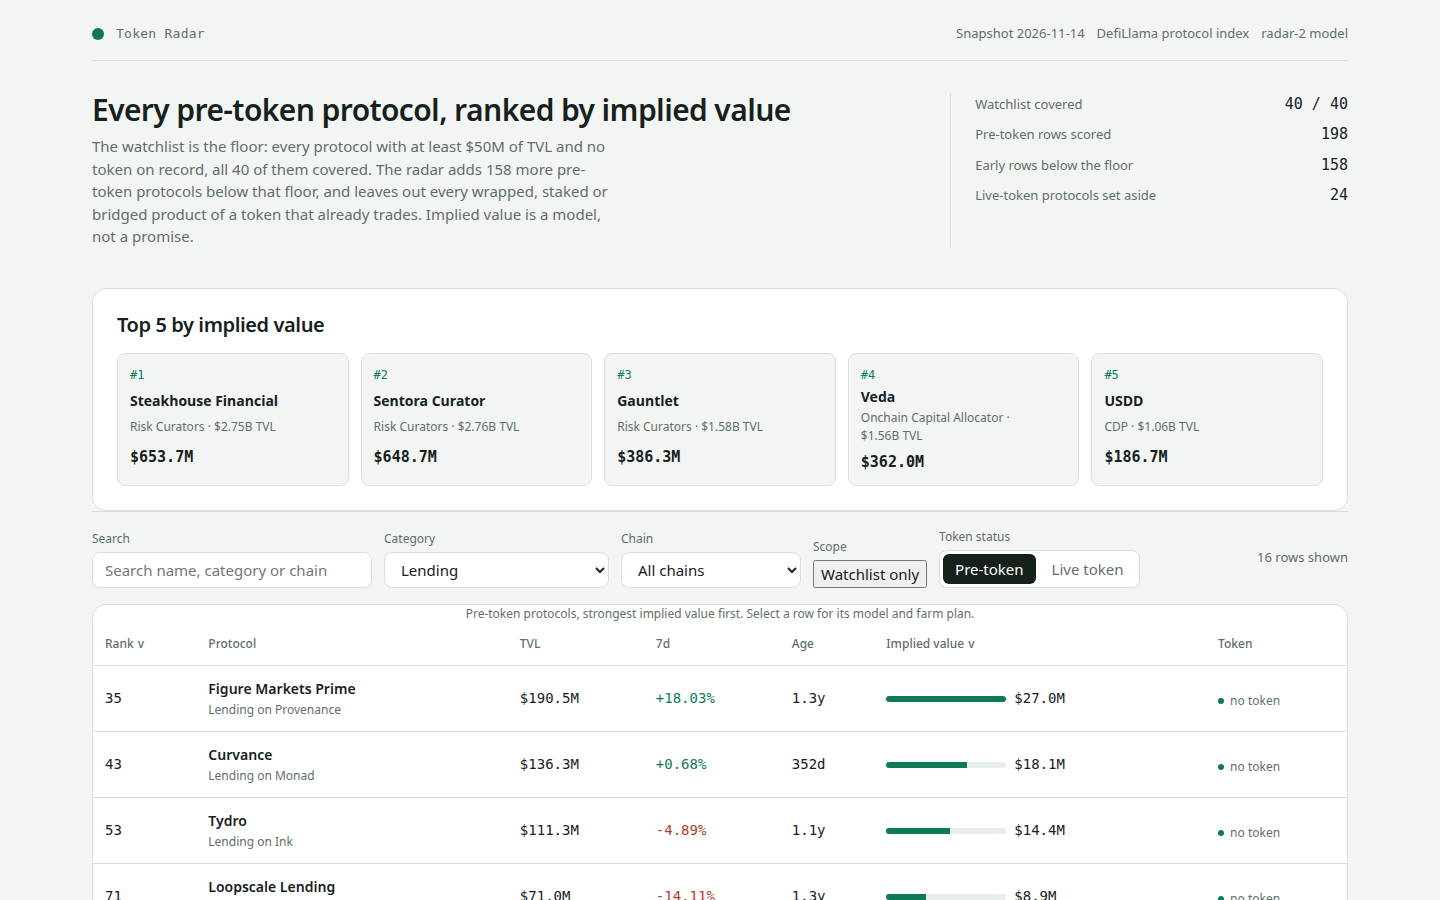 Token Radar
Snapshot 2026-11-14 DefiLlama protocol index radar-2 model
Every pre-token protocol, ranked by implied value
The watchlist is the floor: every protocol with at least $50M of TVL and no
token on record, all 40 of them covered. The radar adds 158 more pre-
token protocols below that floor, and leaves out every wrapped, staked or
bridged product of a token that already trades. Implied value is a model,
not a promise.
Watchlist covered 40 / 40
Pre-token rows scored 198
Early rows below the floor 158
Live-token protocols set aside 24
Top 5 by implied value
#1
Steakhouse Financial
Risk Curators · $2.75B TVL
$653.7M
#2
Sentora Curator
Risk Curators · $2.76B TVL
$648.7M
#3
Gauntlet
Risk Curators · $1.58B TVL
$386.3M
#4
Veda
Onchain Capital Allocator ·
$1.56B TVL
$362.0M
#5
USDD
CDP · $1.06B TVL
$186.7M
Search
Search name, category or chain
Category
Lending
Chain
All chains
Scope
Watchlist only
Token status
Pre-token Live token
16 rows shown
Pre-token protocols, strongest implied value first. Select a row for its model and farm plan.
Rank v Protocol TVL 7d Age Implied value v Token
35 Figure Markets Prime $190.5M +18.03% 1.3y $27.0M no token
Lending on Provenance
43 Curvance $136.3M +0.68% 352d $18.1M no token
Lending on Monad
53 Tydro $111.3M -4.89% 1.1y $14.4M no token
Lending on Ink
71 Loopscale Lending $71.0M -14.11% 1.3y $8.9M no token